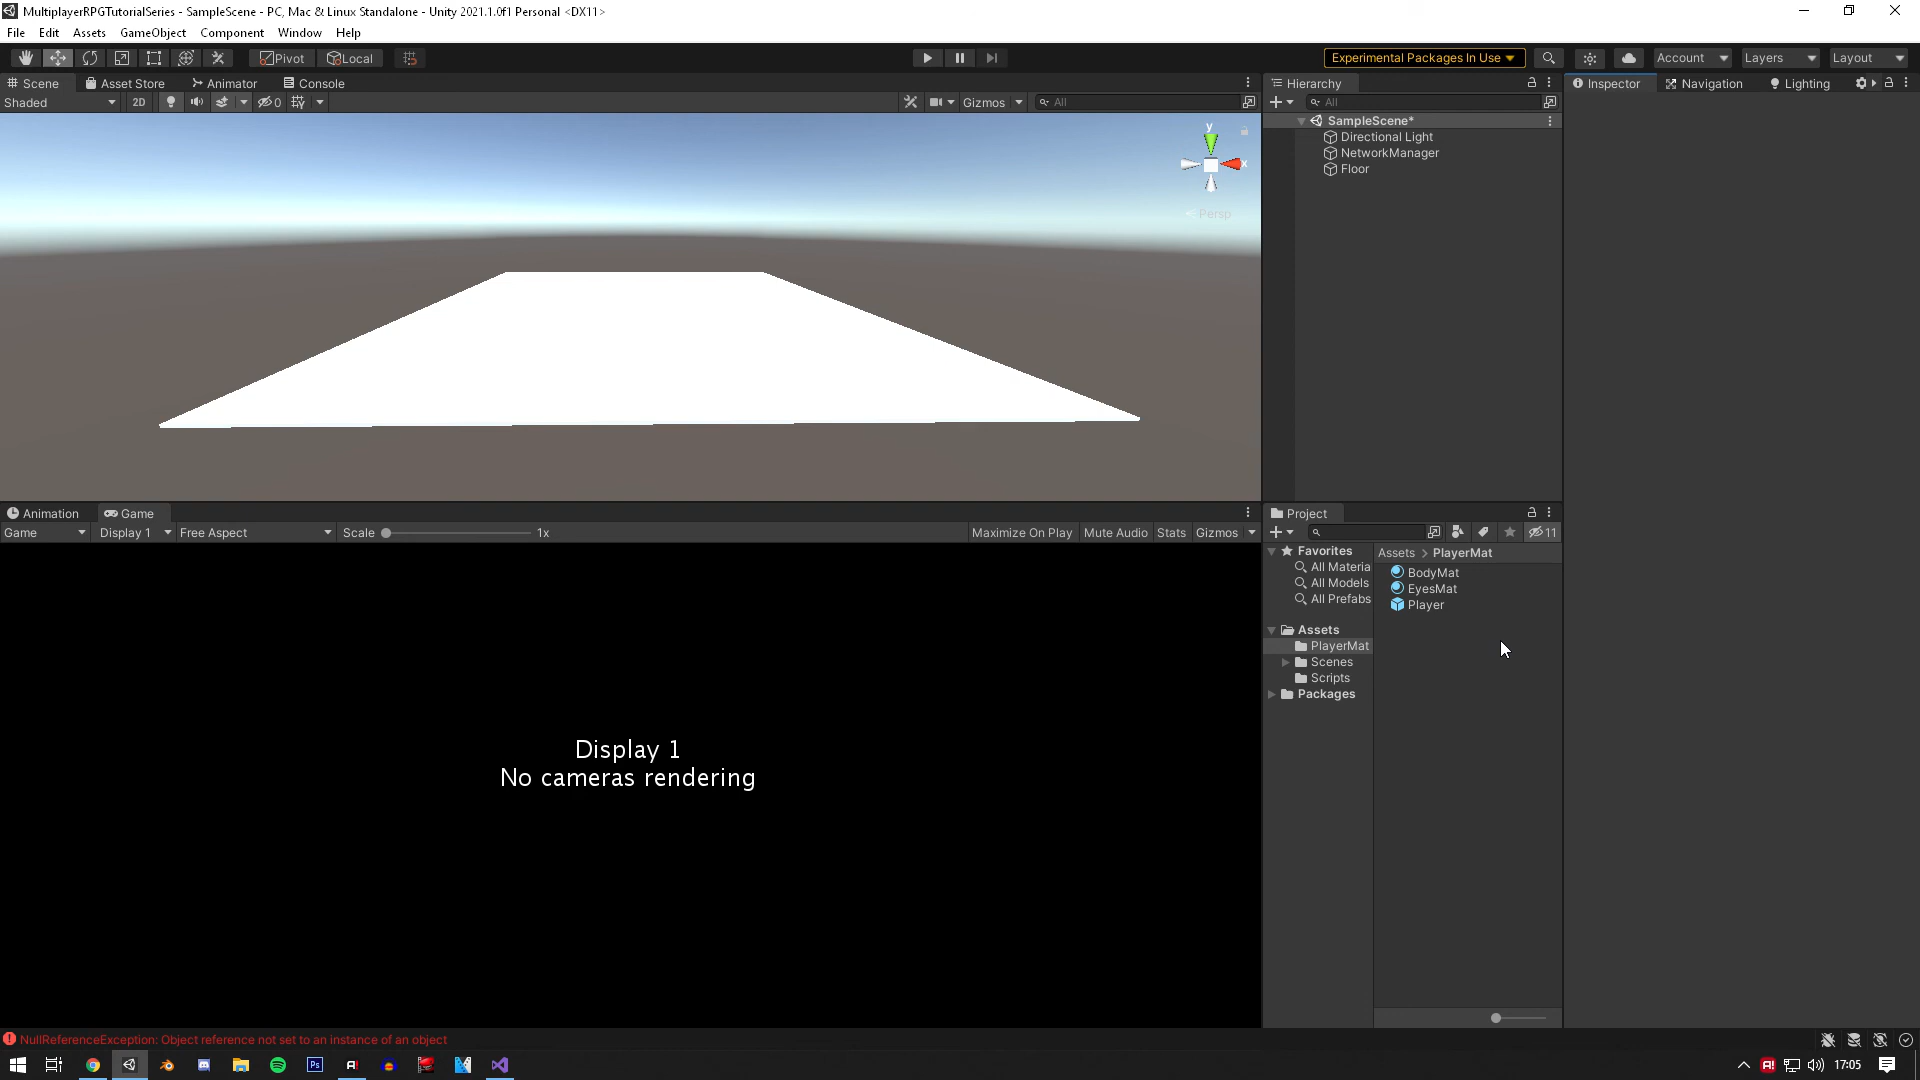 MultiplayerRPGTutorialSeries - SampleScene - PC, Mac & Linux Standalone - Unity 2021.1.0f1 Personal <DX11>
File Edit Assets GameObject Component Window Help
Pivot Local Experimental Packages In Use Account Layers Layout
Scene Asset Store Animator Console
Shaded 2D 0 Gizmos All
y
x
Persp
Hierarchy
All
SampleScene*
Directional Light
NetworkManager
Floor
Inspector Navigation Lighting
Animation Game
Game Display 1 Free Aspect Scale 1x Maximize On Play Mute Audio Stats Gizmos
Display 1
No cameras rendering
Project
11
Favorites
All Materia
All Models
All Prefabs
Assets
PlayerMat
Scenes
Scripts
Packages
Assets > PlayerMat
BodyMat
EyesMat
Player
NullReferenceException: Object reference not set to an instance of an object
Ps
A!
A!
17:05